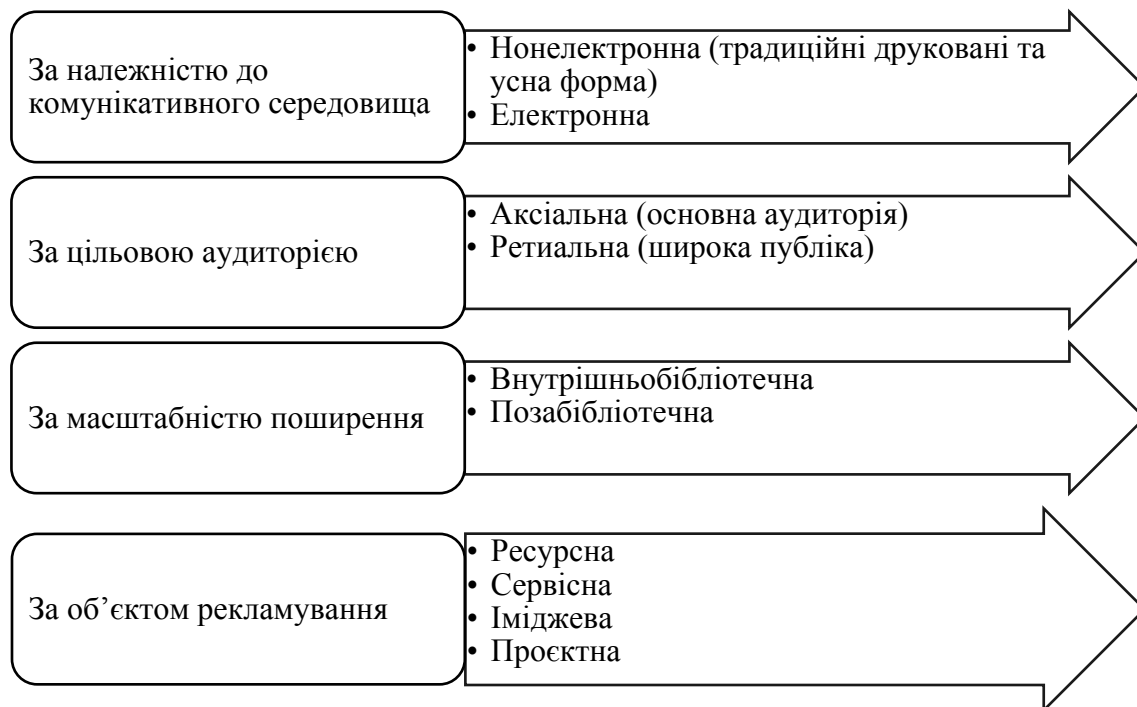 За належністю до
комунікативного середовища
• Нонелектронна (традиційні друковані та
усна форма)
• Електронна
За цільовою аудиторією
• Аксіальна (основна аудиторія)
• Ретиальна (широка публіка)
За масштабністю поширення
• Внутрішньобібліотечна
• Позабібліотечна
За об’єктом рекламування
• Ресурсна
• Сервісна
• Іміджева
• Проєктна